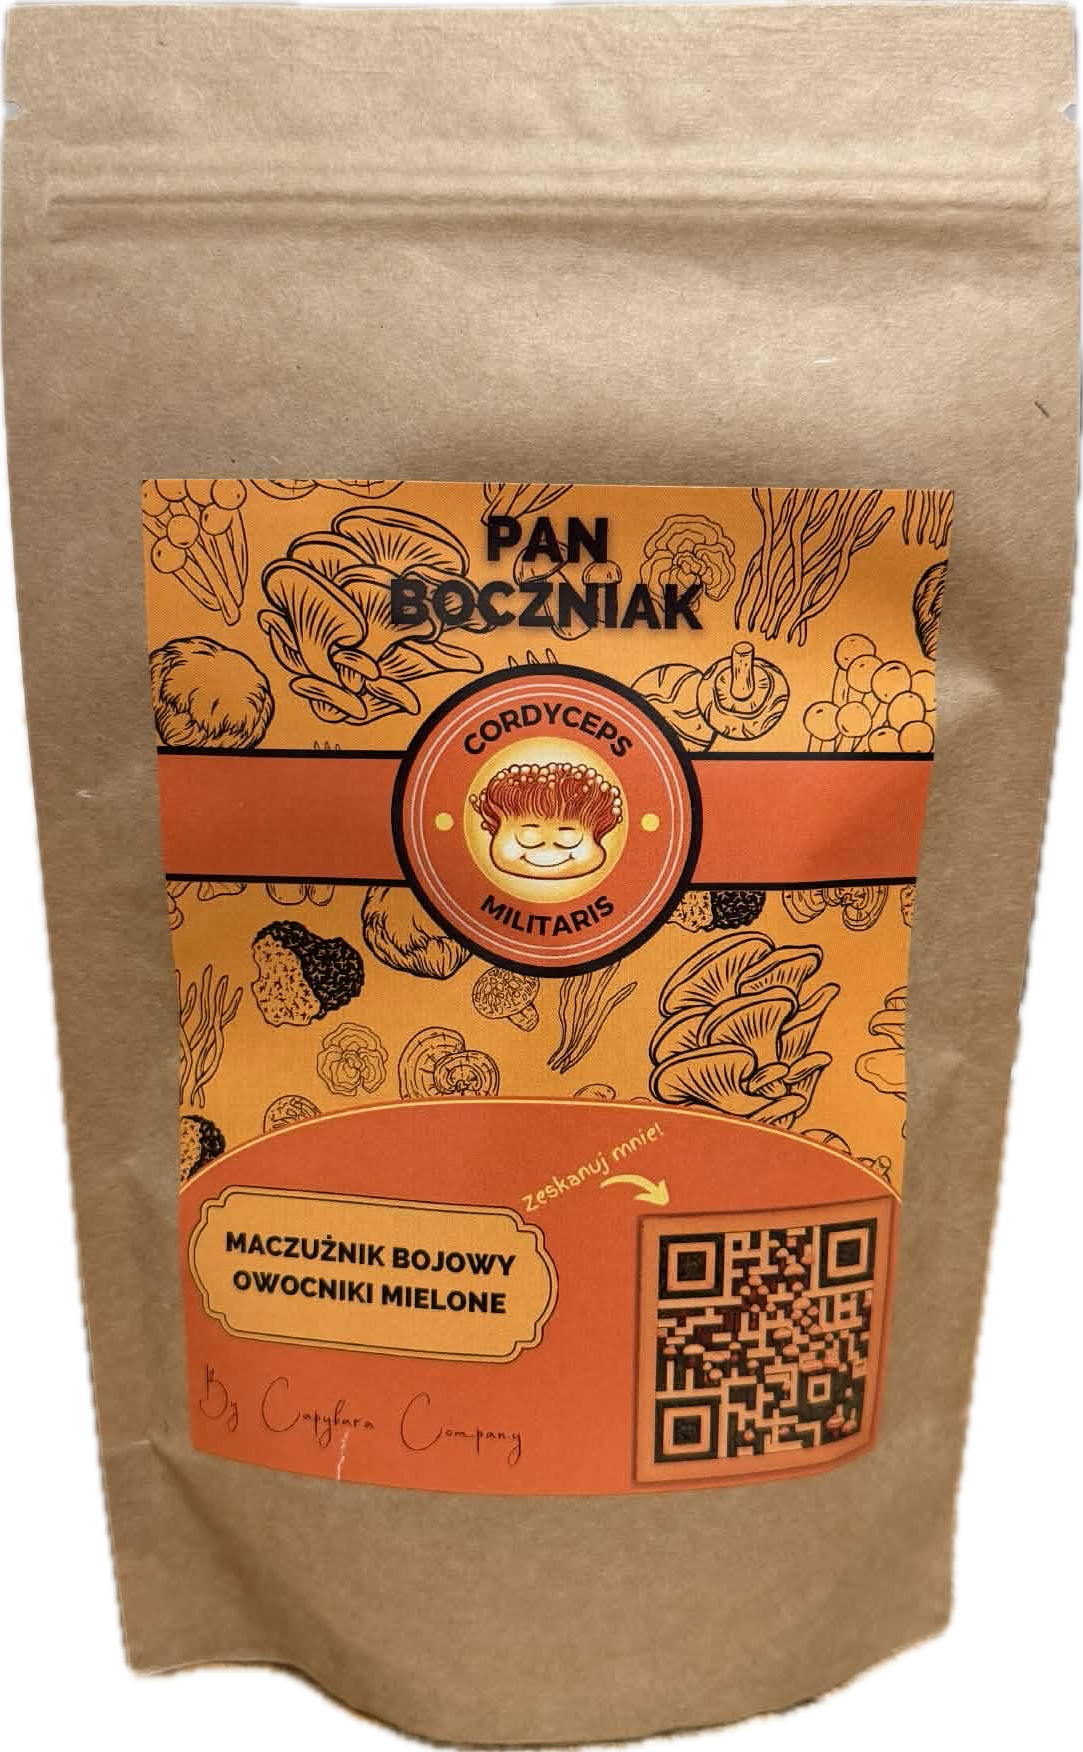 PAN
BOCZNIAK
CORDYCEPS
MILITARIS
zeskanuj mnie!
MACZUŻNIK BOJOWY
OWOCNIKI MIELONE
By Capybara Company